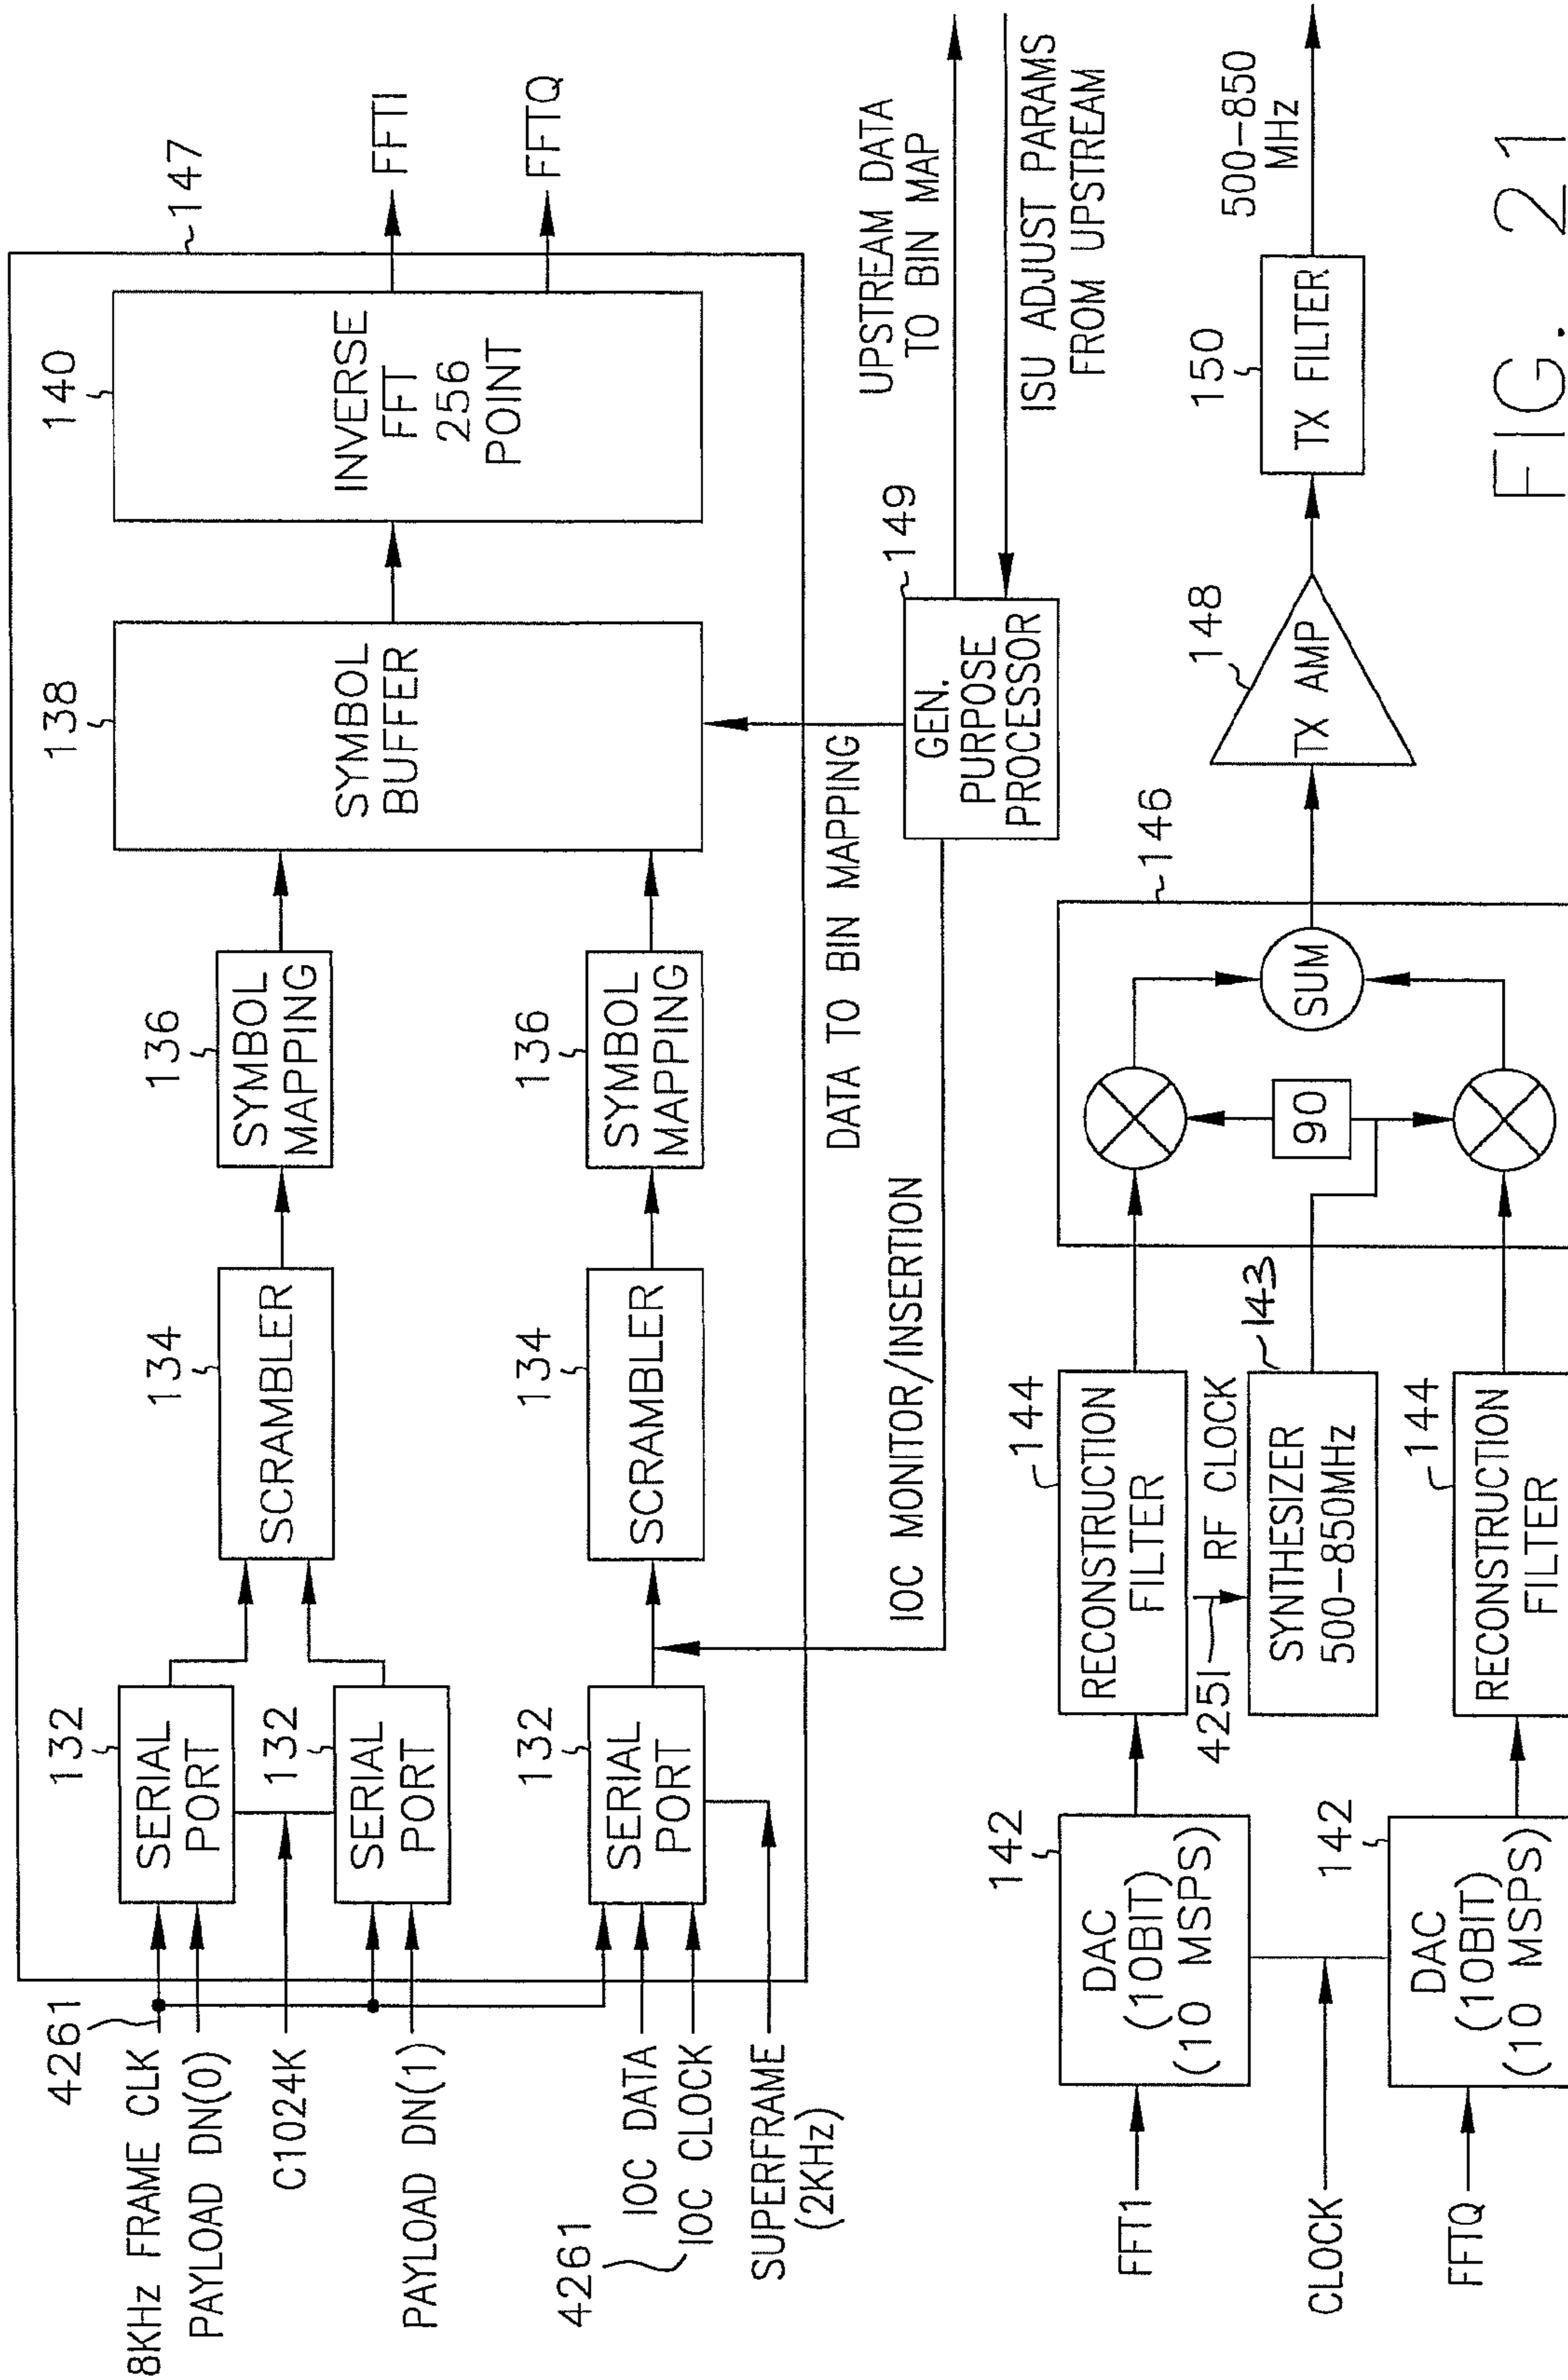 147
140
INVERSE
FFT
256
POINT
FFTI
FFTQ
138
SYMBOL
BUFFER
136
SYMBOL
MAPPING
136
SYMBOL
MAPPING
134
SCRAMBLER
134
SCRAMBLER
132
SERIAL
PORT
132
SERIAL
PORT
132
SERIAL
PORT
4261
8KHz FRAME CLK
PAYLOAD DN(0)
C1024K
PAYLOAD DN(1)
4261
IOC DATA
IOC CLOCK
SUPERFRAME
(2KHz)
DATA TO BIN MAPPING
IOC MONITOR/INSERTION
149
GEN.
PURPOSE
PROCESSOR
UPSTREAM DATA
TO BIN MAP
ISU ADJUST PARAMS
FROM UPSTREAM
FFT1
CLOCK
FFTQ
142
DAC
(10BIT)
(10 MSPS)
142
DAC
(10BIT)
(10 MSPS)
144
RECONSTRUCTION
FILTER
4251
RF CLOCK
143
SYNTHESIZER
500-850MHz
144
RECONSTRUCTION
FILTER
146
90
SUM
148
TX AMP
150
TX FILTER
500-850
MHz
FIG. 21